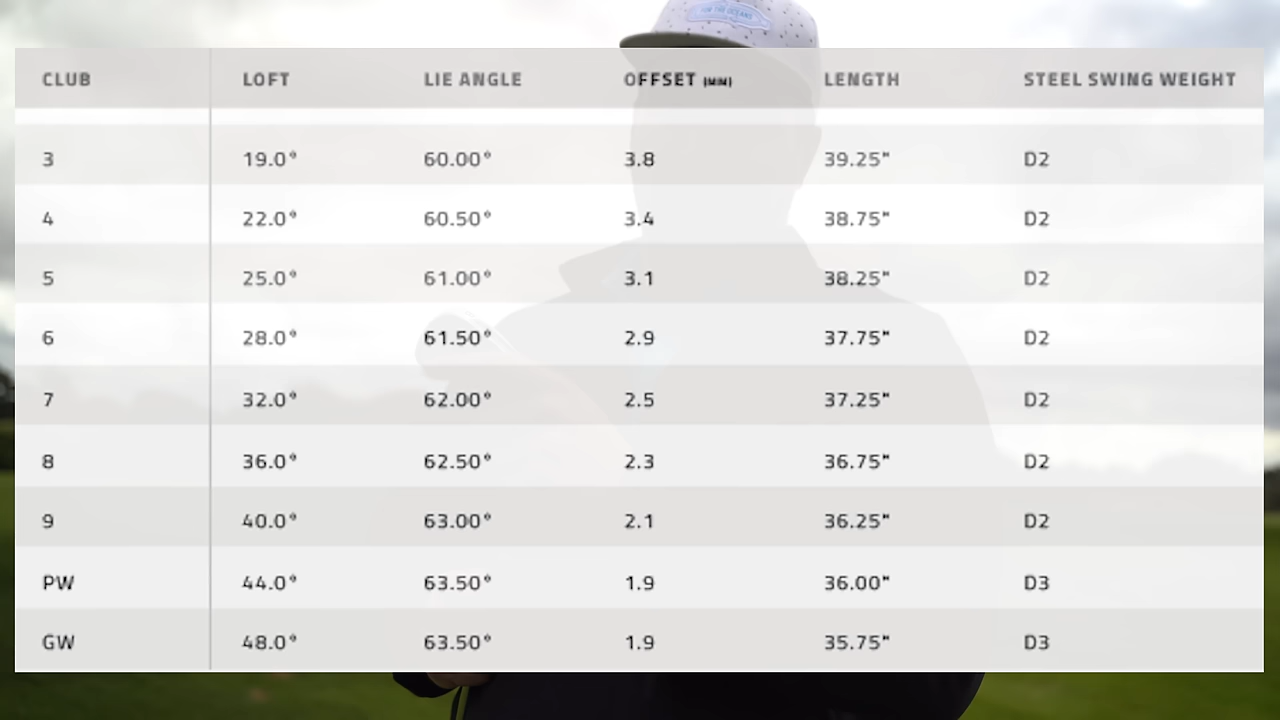 FOR THE OCEANS
CLUB LOFT LIE ANGLE OFFSET (MM) LENGTH STEEL SWING WEIGHT
3 19.0° 60.00° 3.8 39.25" D2
4 22.0° 60.50° 3.4 38.75" D2
5 25.0° 61.00° 3.1 38.25" D2
6 28.0° 61.50° 2.9 37.75" D2
7 32.0° 62.00° 2.5 37.25" D2
8 36.0° 62.50° 2.3 36.75" D2
9 40.0° 63.00° 2.1 36.25" D2
PW 44.0° 63.50° 1.9 36.00" D3
GW 48.0° 63.50° 1.9 35.75" D3